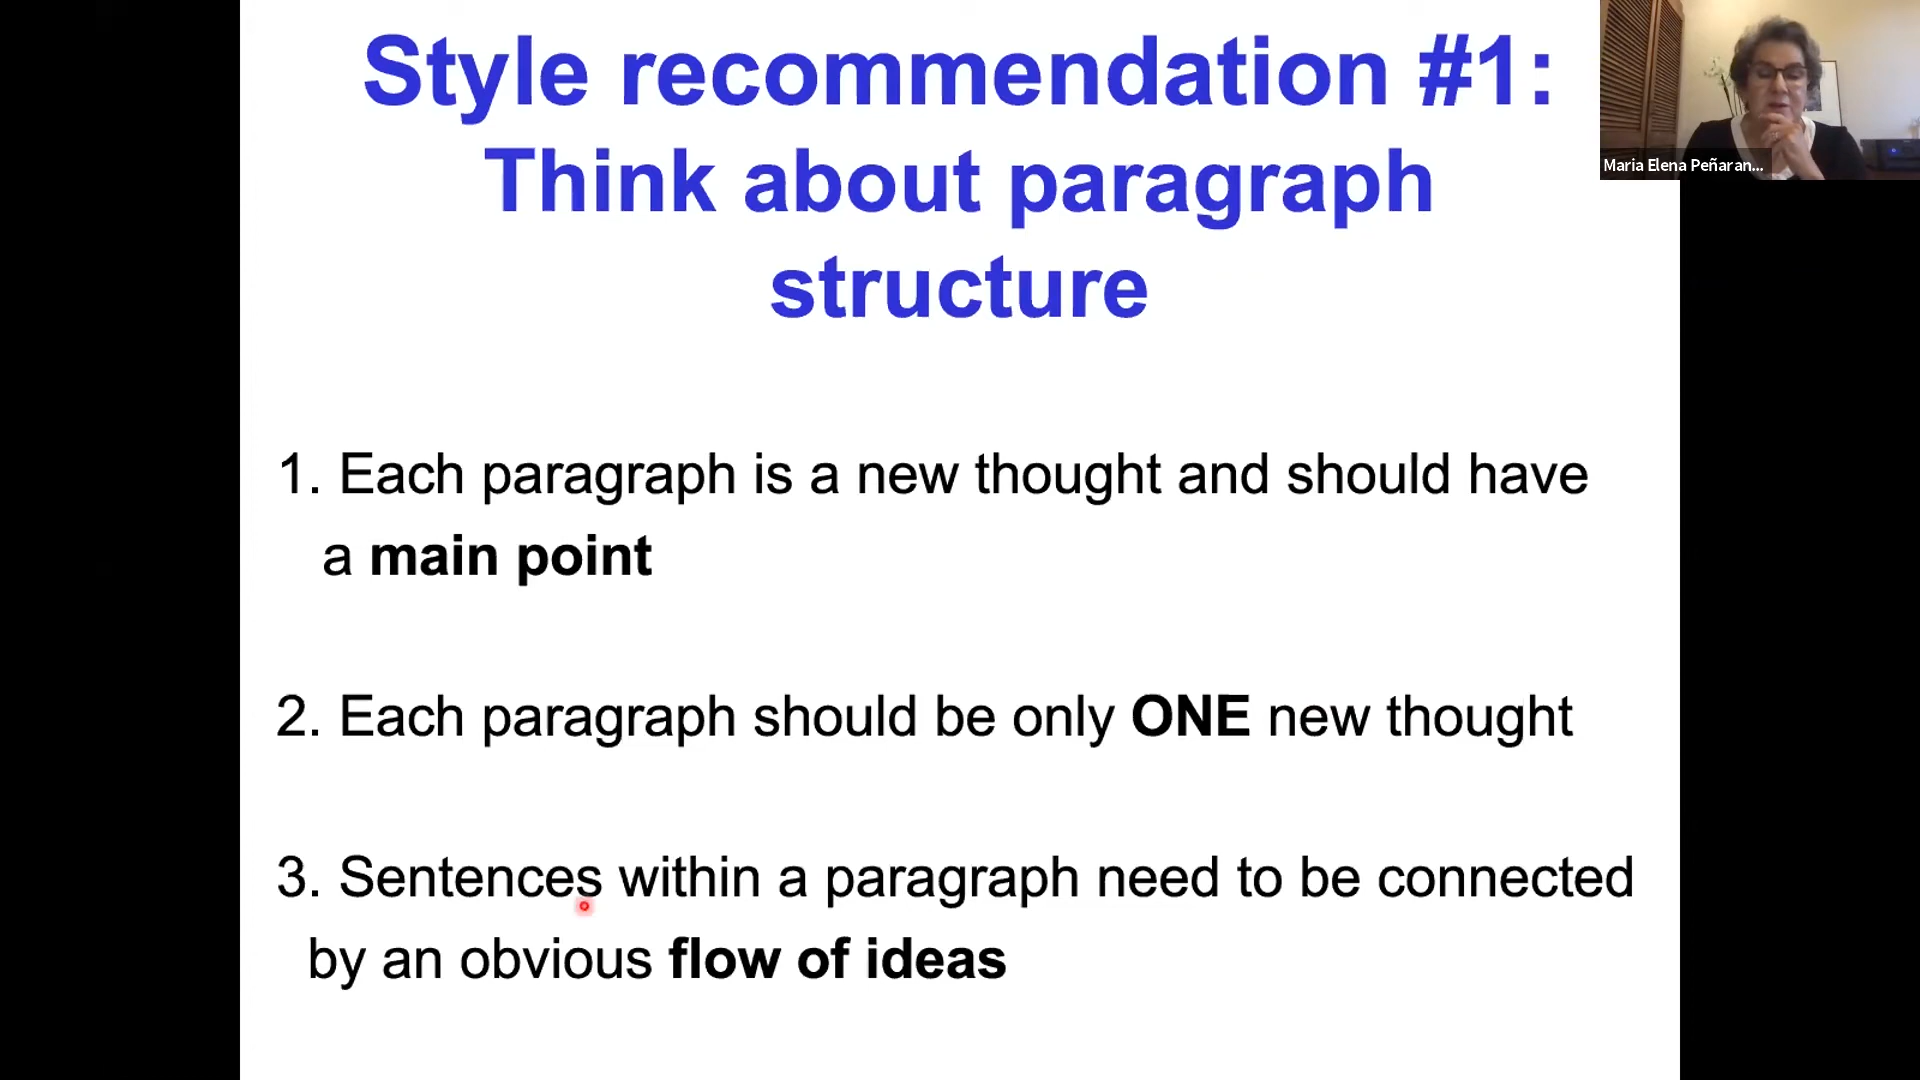 Style recommendation #1:
Think about paragraph
structure
Maria Elena Peñaran...
1. Each paragraph is a new thought and should have
a main point
2. Each paragraph should be only ONE new thought
3. Sentences within a paragraph need to be connected
by an obvious flow of ideas